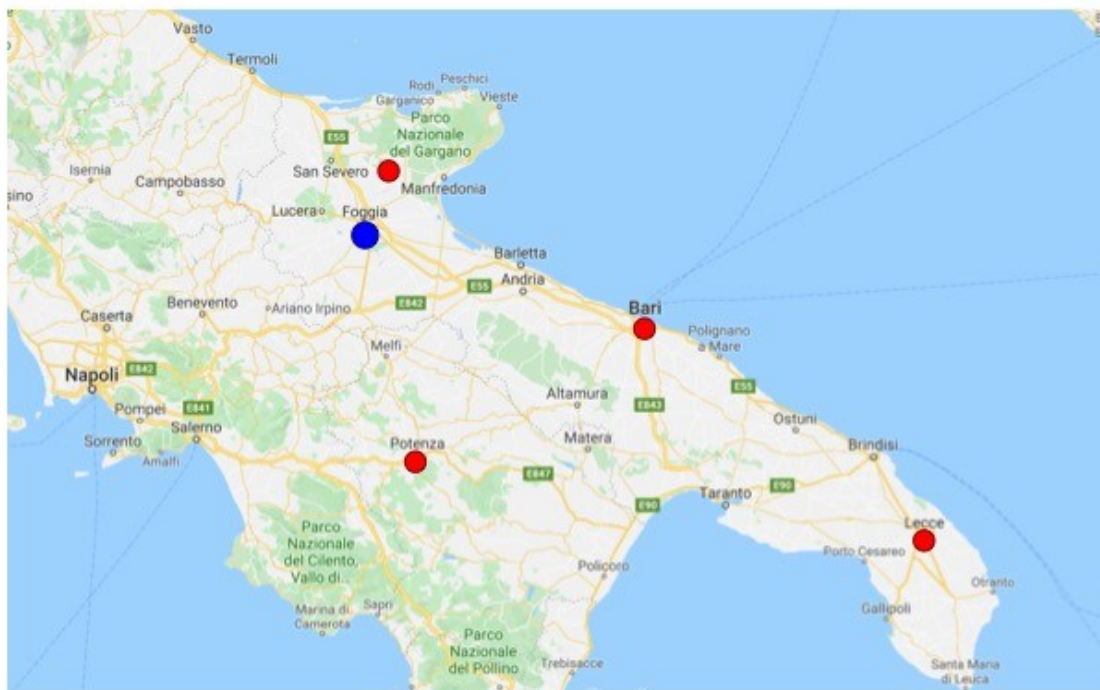 Vasto
Termoli
Rodi
Garganico
Peschici
Vieste
Parco
Nazionale
del Gargano
E55
San Severo
Manfredonia
Isernia
Campobasso
Lucera
Foggia
Barletta
Andria
E55
E842
Benevento
Ariano Irpino
Caserta
Bari
Polignano
a Mare
Melfi
Napoli
E842
E841
Pompei
Salerno
Sorrento
Amalfi
Altamura
E843
E55
Matera
Ostuni
Potenza
Brindisi
E847
E90
Taranto
E90
Lecce
Porto Cesareo
Parco
Nazionale
del Cilento,
Vallo di...
Policoro
Otranto
Gallipoli
Marina di
Camerota
Sapri
Parco
Nazionale
del Pollino
Trebisacce
Santa Maria
di Leuca